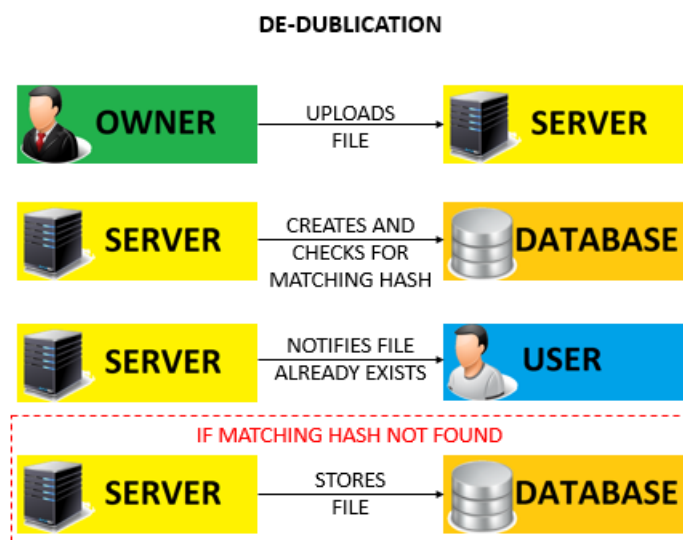 DE-DUBLICATION
OWNER
UPLOADS
FILE
SERVER
SERVER
CREATES AND
CHECKS FOR
MATCHING HASH
DATABASE
SERVER
NOTIFIES FILE
ALREADY EXISTS
USER
IF MATCHING HASH NOT FOUND
SERVER
STORES
FILE
DATABASE